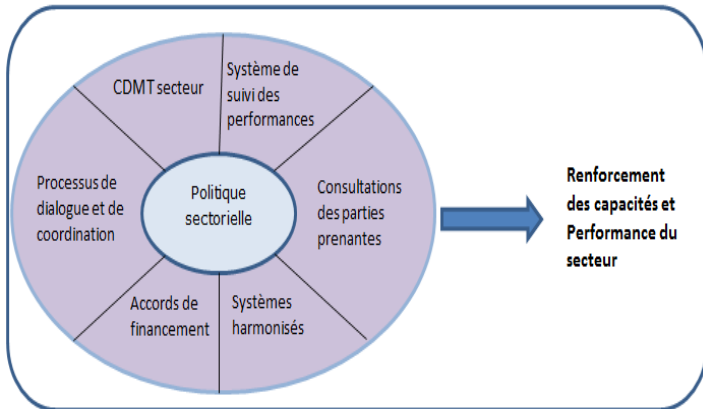 CDMT secteur
Système de
suivi des
performances
Processus de
dialogue et de
coordination
Politique
sectorielle
Consultations
des parties
prenantes
Accords de
financement
Systèmes
harmonisés
Renforcement
des capacités et
Performance du
secteur